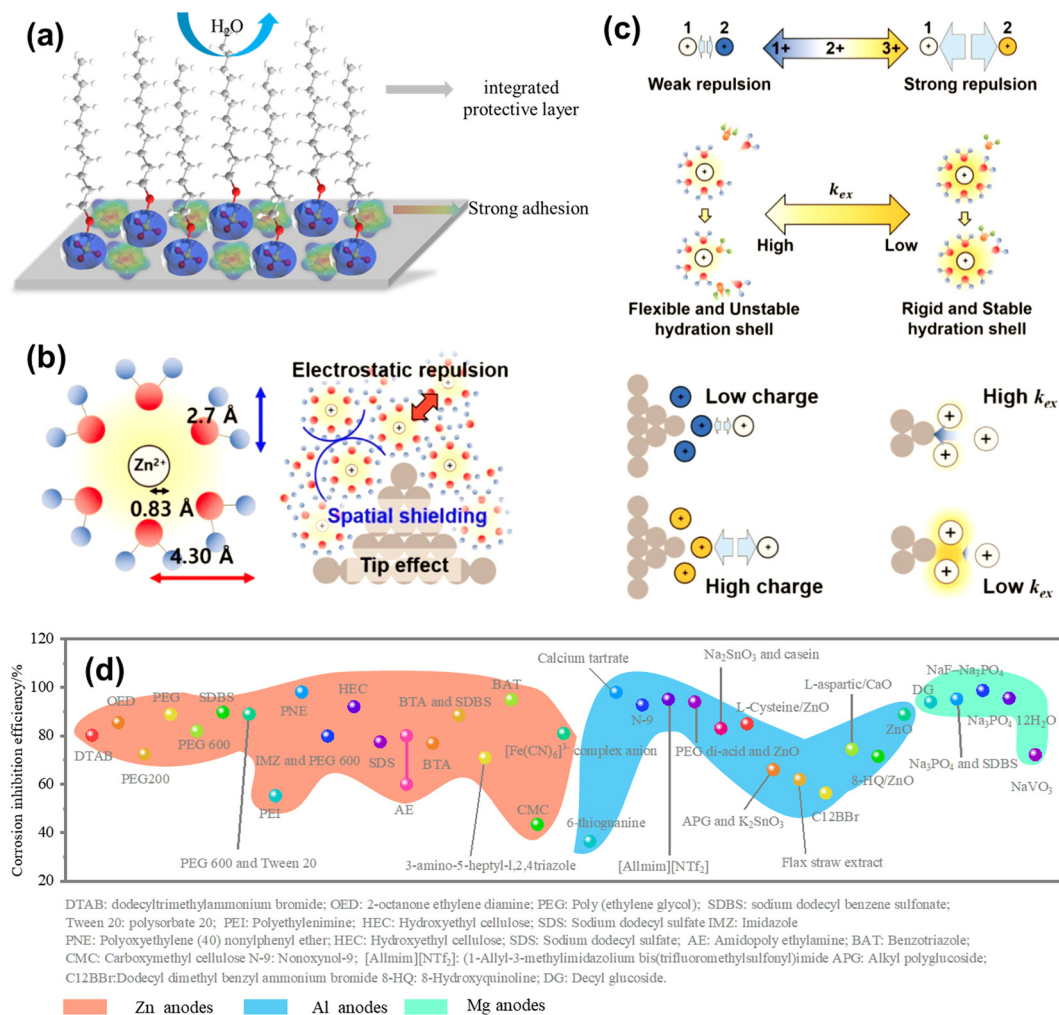 (a)
H₂O
integrated
protective layer
Strong adhesion
(b)
2.7 Å
Zn²⁺
0.83 Å
4.30 Å
Electrostatic repulsion
Spatial shielding
Tip effect
(c)
1 2
1+ 2+ 3+
1 2
Weak repulsion
Strong repulsion
k_ex
High
Low
Flexible and Unstable
hydration shell
Rigid and Stable
hydration shell
Low charge
High charge
High k_ex
Low k_ex
(d)
Corrosion inhibition efficiency/%
120
100
80
60
40
20
DTAB
OED
PEG200
PEG
PEG 600
SDBS
PEG 600 and Tween 20
PEI
PNE
IMZ and PEG 600
HEC
SDS
AE
BTA
BTA and SDBS
3-amino-5-heptyl-l,2,4triazole
BAT
CMC
[Fe(CN)₆]³⁻ complex anion
6-thioguanine
Calcium tartrate
N-9
[Allmim][NTf₂]
PEG di-acid and ZnO
Na₂SnO₃ and casein
L-Cysteine/ZnO
APG and K₂SnO₃
Flax straw extract
C12BBr
L-aspartic/CaO
8-HQ/ZnO
ZnO
DG
Na₃PO₄ and SDBS
NaF–Na₃PO₄
Na₃PO₄ 12H₂O
NaVO₃
DTAB: dodecyltrimethylammonium bromide; OED: 2-octanone ethylene diamine; PEG: Poly (ethylene glycol); SDBS: sodium dodecyl benzene sulfonate;
Tween 20: polysorbate 20; PEI: Polyethylenimine; HEC: Hydroxyethyl cellulose; SDS: Sodium dodecyl sulfate IMZ: Imidazole
PNE: Polyoxyethylene (40) nonylphenyl ether; HEC: Hydroxyethyl cellulose; SDS: Sodium dodecyl sulfate; AE: Amidopoly ethylamine; BAT: Benzotriazole;
CMC: Carboxymethyl cellulose N-9: Nonoxynol-9; [Allmim][NTf₂]: (1-Allyl-3-methylimidazolium bis(trifluoromethylsulfonyl)imide APG: Alkyl polyglucoside;
C12BBr:Dodecyl dimethyl benzyl ammonium bromide 8-HQ: 8-Hydroxyquinoline; DG: Decyl glucoside.
Zn anodes
Al anodes
Mg anodes